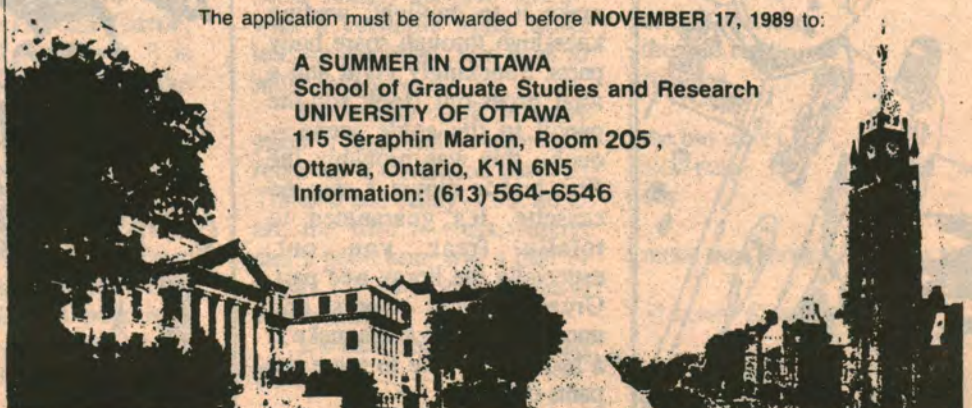 The application must be forwarded before NOVEMBER 17, 1989 to:
A SUMMER IN OTTAWA
School of Graduate Studies and Research
UNIVERSITY OF OTTAWA
115 Séraphin Marion, Room 205,
Ottawa, Ontario, K1N 6N5
Information: (613) 564-6546